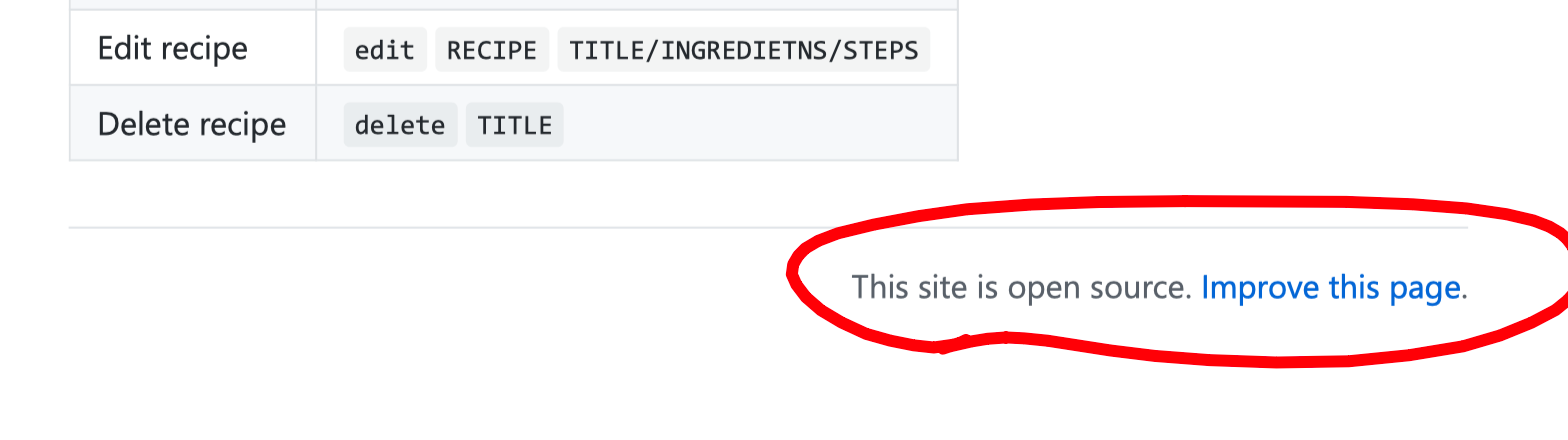 Edit recipe edit RECIPE TITLE/INGREDIETNS/STEPS
Delete recipe delete TITLE
This site is open source. Improve this page.